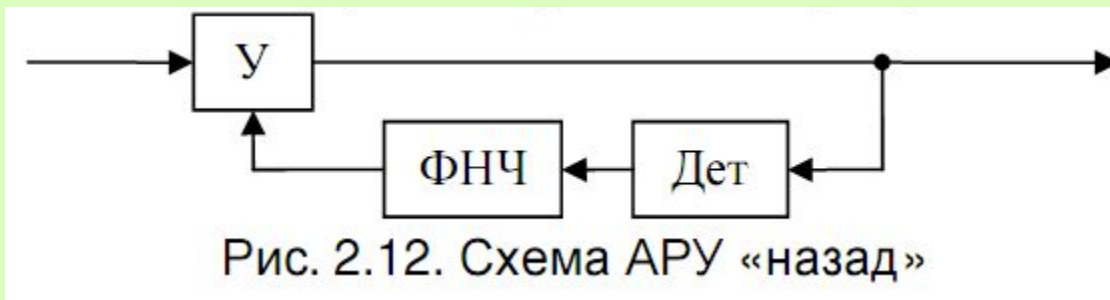 У
ФНЧ
Дет
Рис. 2.12. Схема АРУ «назад»